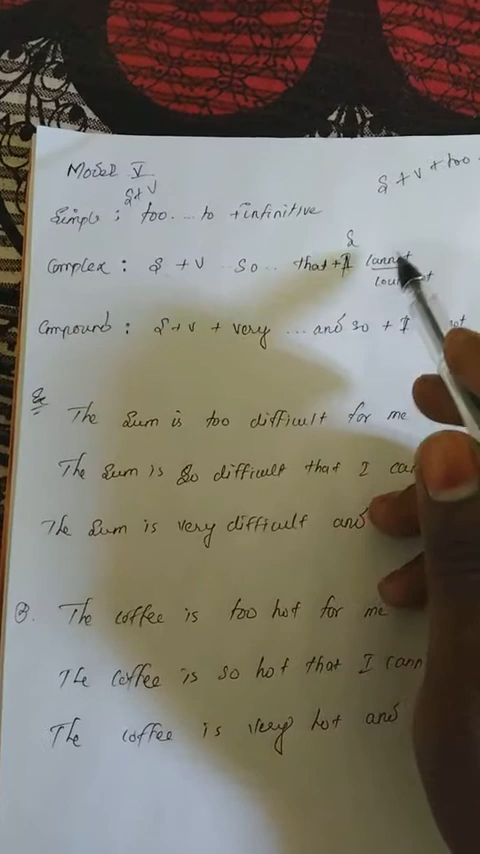 Model V
S + V + too
S+V
Simple : too.... to + infinitive
S
Complex : S + V so .. that + I cannot
Compound : S + V + very ... and so + I
Ex
The Sum is too difficult for me
The Sum is so difficult that I can
The Sum is very difficult and
2. The coffee is too hot for me
The coffee is so hot that I cann
The coffee is very hot and